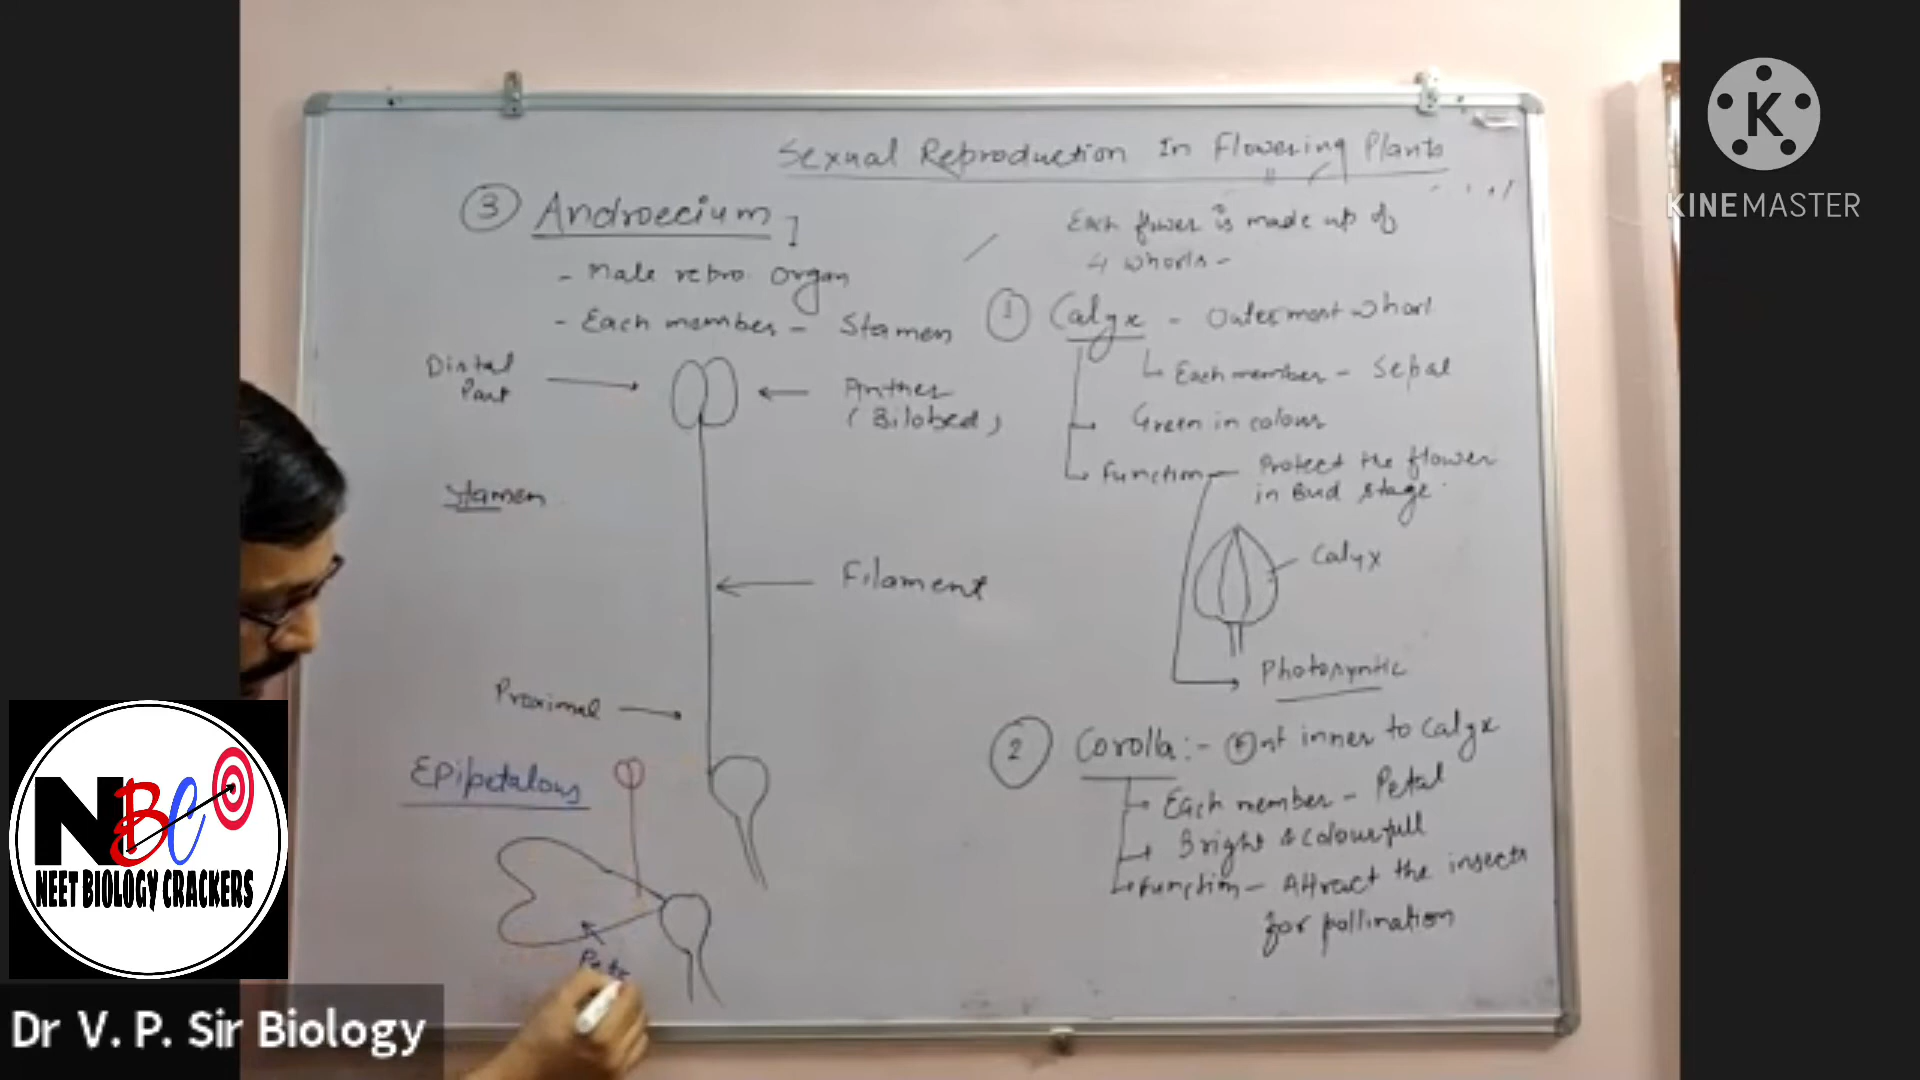 Sexual Reproduction In Flowering Plants
③ Androecium
- Male repro. organ
- Each member - Stamen
Distal
Part
Anther
(Bilobed)
Stamen
Filament
Proximal
Epipetalous
Each flower is made up of
4 whorls -
① Calyx - Outermost whorl
Each member - Sepal
Green in colour
Function - Protect the flower
in Bud stage.
Calyx
Photosyntic
② Corolla :- nt inner to Calyx
Each member - Petal
Bright & colourfull
Function - Attract the insects
for pollination
K
KINEMASTER
NBC
NEET BIOLOGY CRACKERS
Dr V. P. Sir Biology